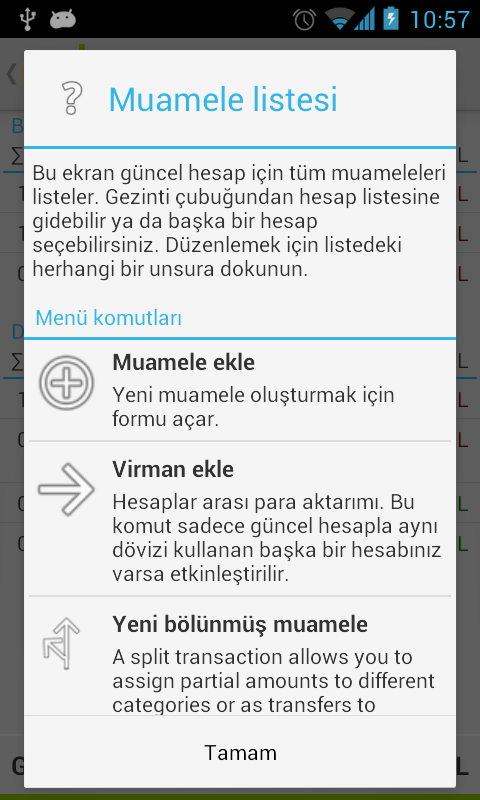 10:57
Muamele listesi
Bu ekran güncel hesap için tüm muameleleri
listeler. Gezinti çubuğundan hesap listesine
gidebilir ya da başka bir hesap
seçebilirsiniz. Düzenlemek için listedeki
herhangi bir unsura dokunun.
Menü komutları
Muamele ekle
Yeni muamele oluşturmak için
formu açar.
Virman ekle
Hesaplar arası para aktarımı. Bu
komut sadece güncel hesapla aynı
dövizi kullanan başka bir hesabınız
varsa etkinleştirilir.
Yeni bölünmüş muamele
A split transaction allows you to
assign partial amounts to different
categories or as transfers to
Tamam